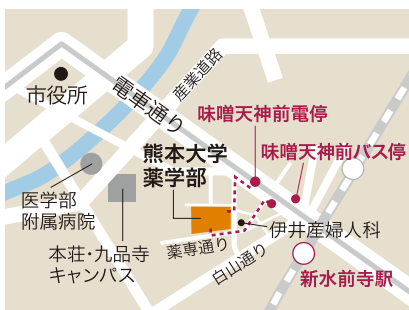 産業道路
電車通り
市役所
味噌天神前電停
味噌天神前バス停
熊本大学
薬学部
医学部
附属病院
本荘・九品寺
キャンパス
伊井産婦人科
薬専通り
白山通り
新水前寺駅